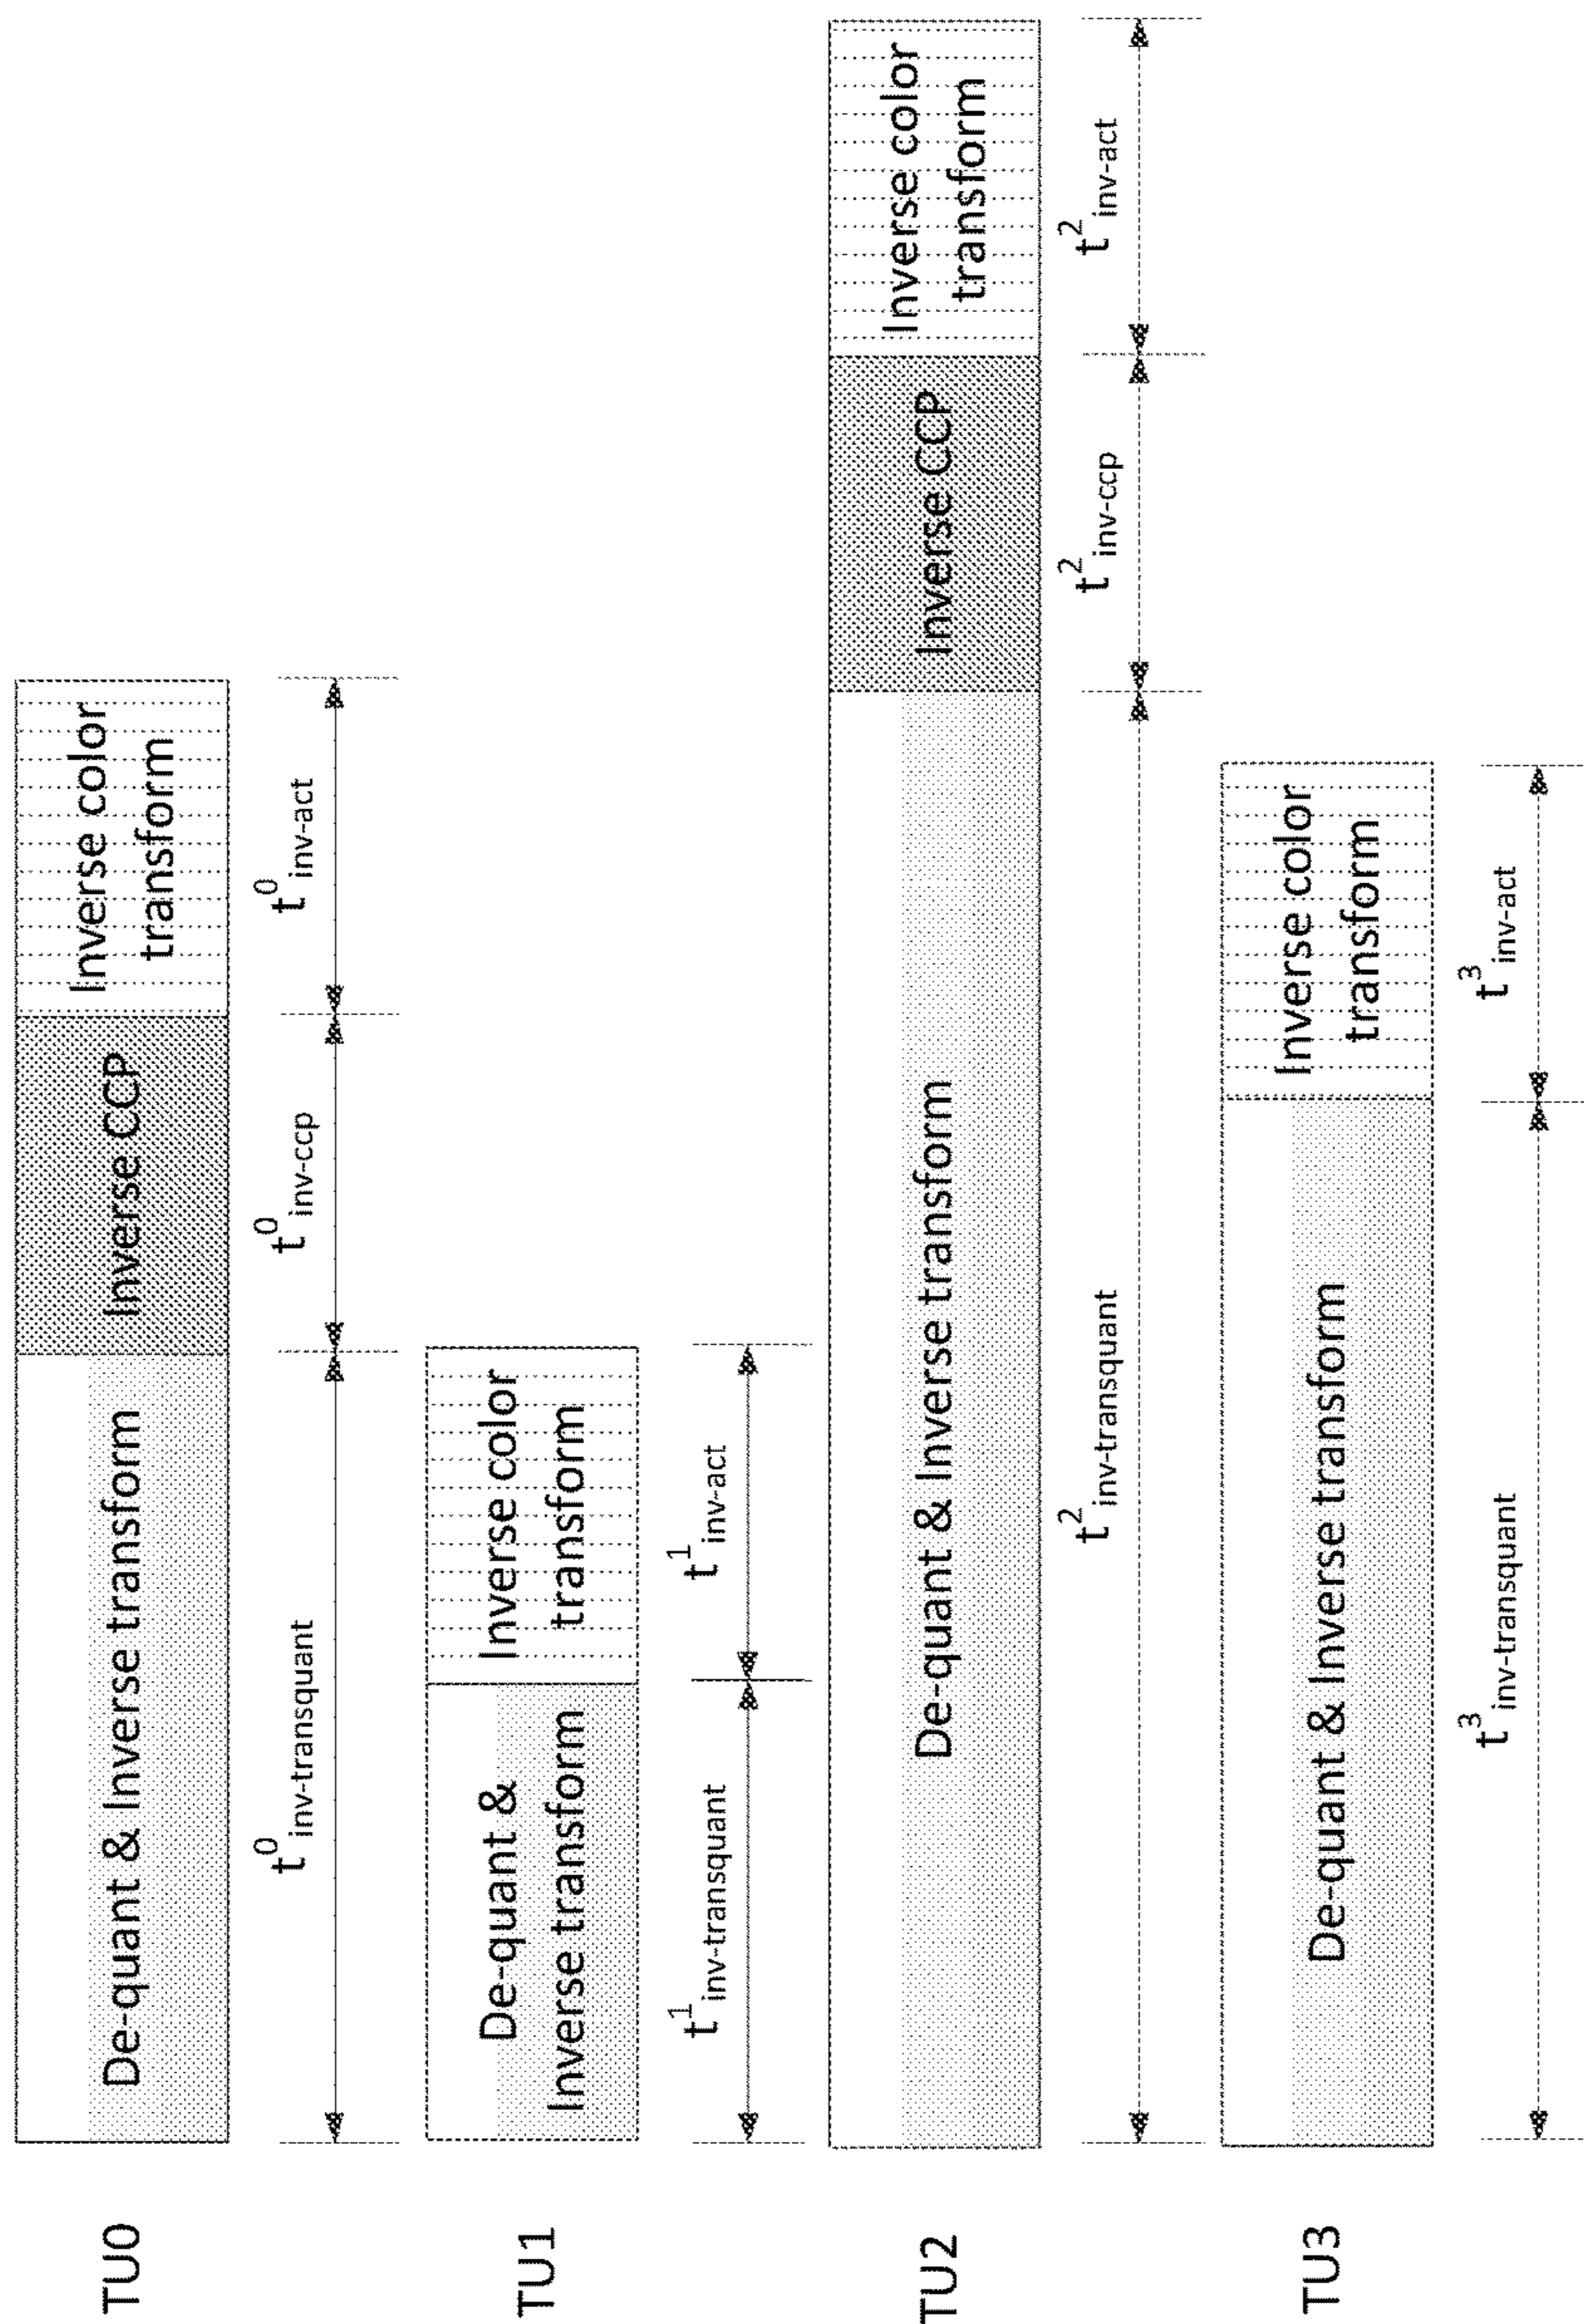 TU0
De-quant & Inverse transform
Inverse CCP
Inverse color
transform
t⁰inv-transquant
t⁰inv-ccp
t⁰inv-act
TU1
De-quant &
Inverse transform
Inverse color
transform
t¹inv-transquant
t¹inv-act
TU2
De-quant & Inverse transform
Inverse CCP
Inverse color
transform
t²inv-transquant
t²inv-ccp
t²inv-act
TU3
De-quant & Inverse transform
Inverse color
transform
t³inv-transquant
t³inv-act